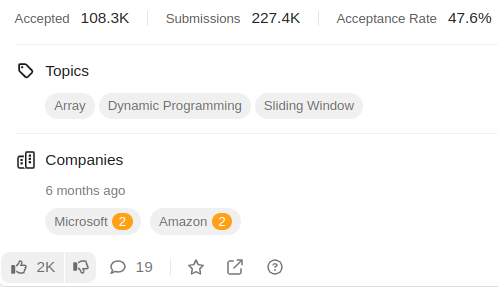 Accepted 108.3K Submissions 227.4K Acceptance Rate 47.6%
Topics
Array Dynamic Programming Sliding Window
Companies
6 months ago
Microsoft 2 Amazon 2
2K 19